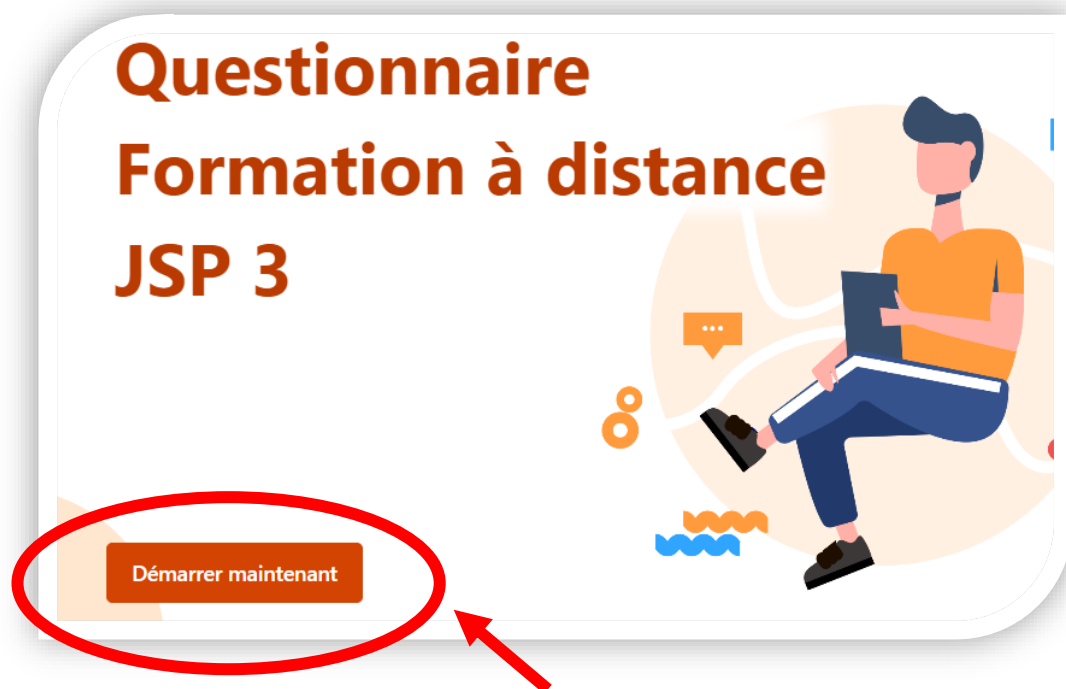 Questionnaire
Formation à distance
JSP 3
Démarrer maintenant